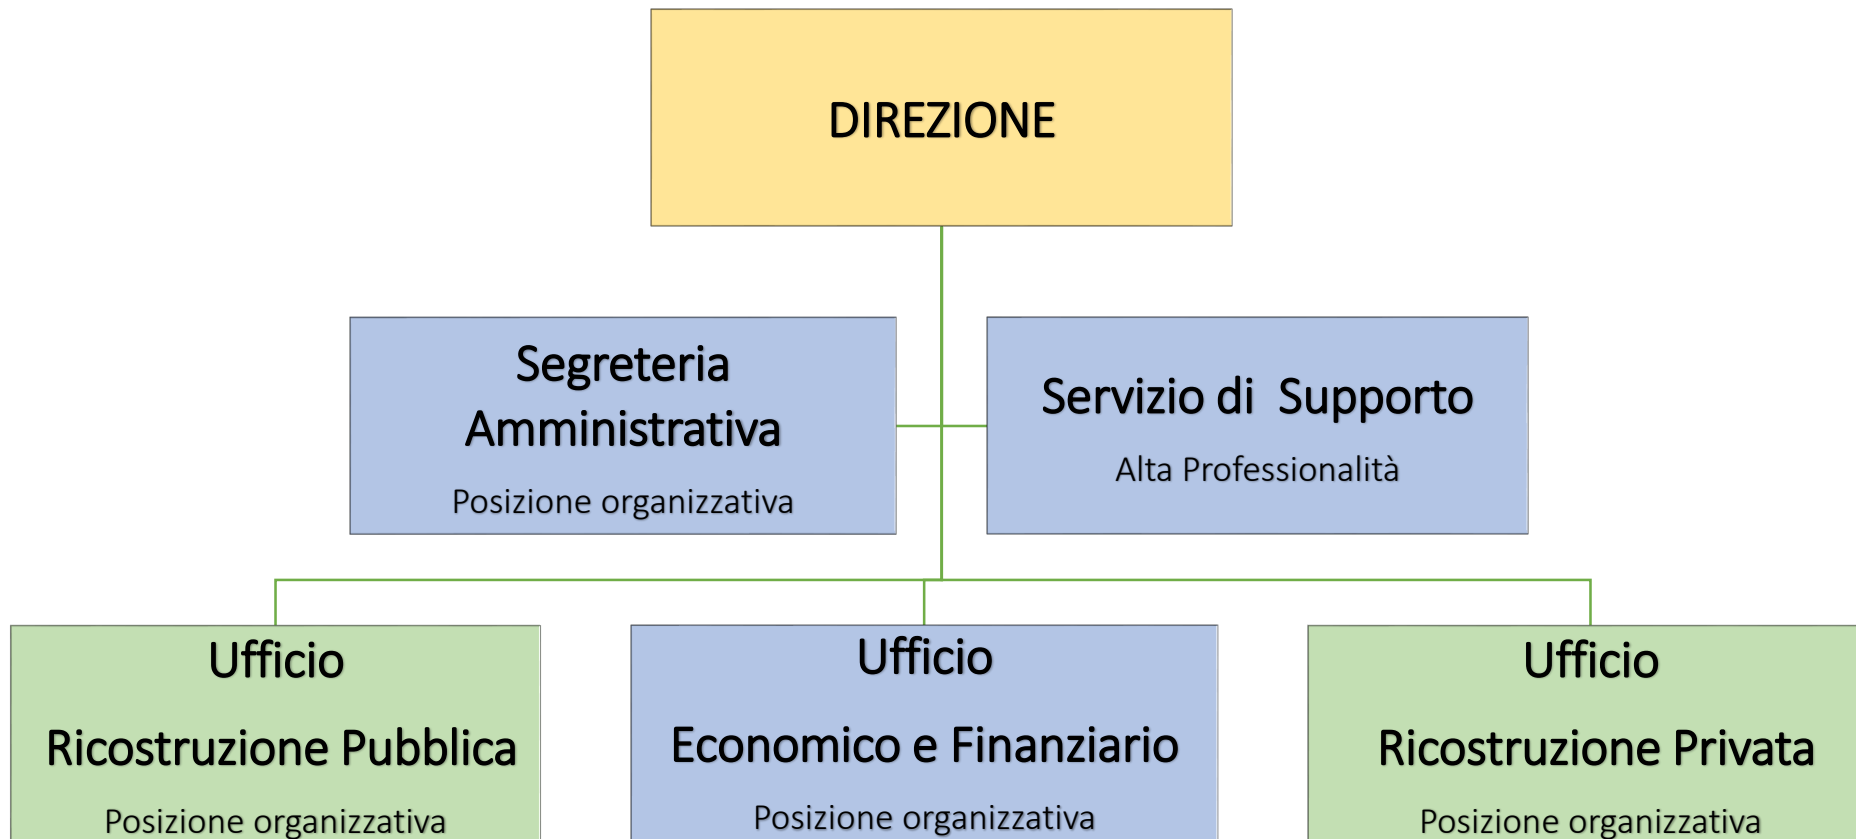 DIREZIONE
Segreteria
Amministrativa
Posizione organizzativa
Servizio di Supporto
Alta Professionalità
Ufficio
Ricostruzione Pubblica
Posizione organizzativa
Ufficio
Economico e Finanziario
Posizione organizzativa
Ufficio
Ricostruzione Privata
Posizione organizzativa